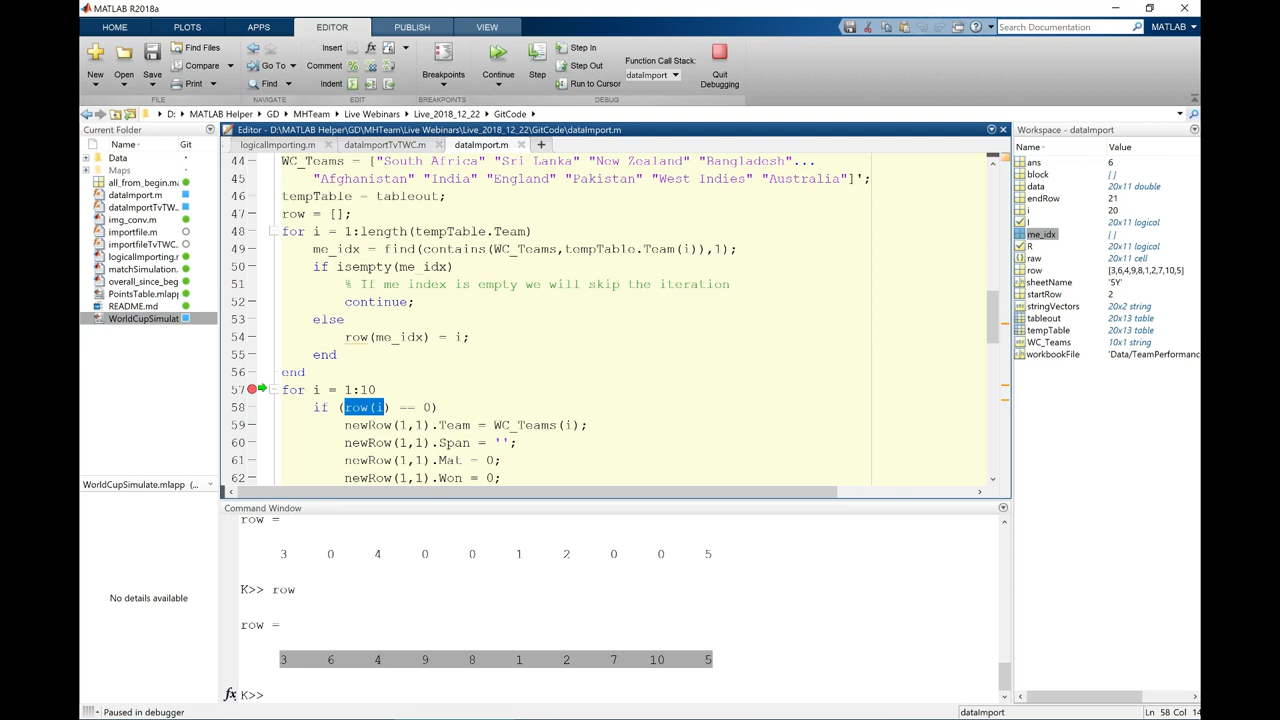 MATLAB R2018a
HOME PLOTS APPS EDITOR PUBLISH VIEW Search Documentation MATLAB
New Open Save Find Files Compare Print
Insert Comment Indent
Go To Find
Breakpoints Continue Step Step In Step Out Run to Cursor
Function Call Stack:
dataImport
Quit Debugging
FILE NAVIGATE EDIT BREAKPOINTS DEBUG
D: MATLAB Helper GD MHTeam Live Webinars Live_2018_12_22 GitCode
Current Folder
Name Git
Data
Maps
all_from_begin.m
dataImport.m
dataImportTvTW...
img_conv.m
importfile.m
importfileTvTWC...
logicalImporting.m
matchSimulation.
overall_since_beg
PointsTable.mlapp
README.md
WorldCupSimulat
WorldCupSimulate.mlapp (...
No details available
Editor - D:\MATLAB Helper\GD\MHTeam\Live Webinars\Live_2018_12_22\GitCode\dataImport.m
logicalImporting.m dataImportTvTWC.m dataImport.m
44 WC_Teams = ["South Africa" "Sri Lanka" "New Zealand" "Bangladesh"...
45 "Afghanistan" "India" "England" "Pakistan" "West Indies" "Australia"]';
46 tempTable = tableout;
47 row = [];
48 for i = 1:length(tempTable.Team)
49 me_idx = find(contains(WC_Teams,tempTable.Team(i)),1);
50 if isempty(me_idx)
51 % If me index is empty we will skip the iteration
52 continue;
53 else
54 row(me_idx) = i;
55 end
56 end
57 for i = 1:10
58 if (row(i) == 0)
59 newRow(1,1).Team = WC_Teams(i);
60 newRow(1,1).Span = '';
61 newRow(1,1).Mat = 0;
62 newRow(1,1).Won = 0;
Command Window
row =
3 0 4 0 0 1 2 0 0 5
K>> row
row =
3 6 4 9 8 1 2 7 10 5
fx K>>
Workspace - dataImport
Name Value
ans 6
block [ ]
data 20x11 double
endRow 21
i 20
I 20x11 logical
me_idx [ ]
R 20x11 logical
raw 20x11 cell
row [3,6,4,9,8,1,2,7,10,5]
sheetName '5Y'
startRow 2
stringVectors 20x2 string
tableout 20x13 table
tempTable 20x13 table
WC_Teams 10x1 string
workbookFile 'Data/TeamPerformanc
Paused in debugger dataImport Ln 58 Col 14